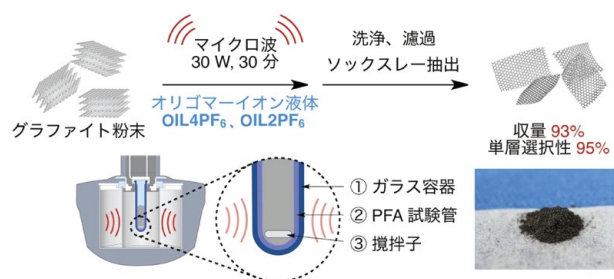 マイクロ波
30 W, 30 分
洗浄、濾過
ソックスレー抽出
オリゴマーイオン液体
OIL4PF₆、OIL2PF₆
グラファイト粉末
収量 93%
単層選択性 95%
① ガラス容器
② PFA 試験管
③ 撹拌子